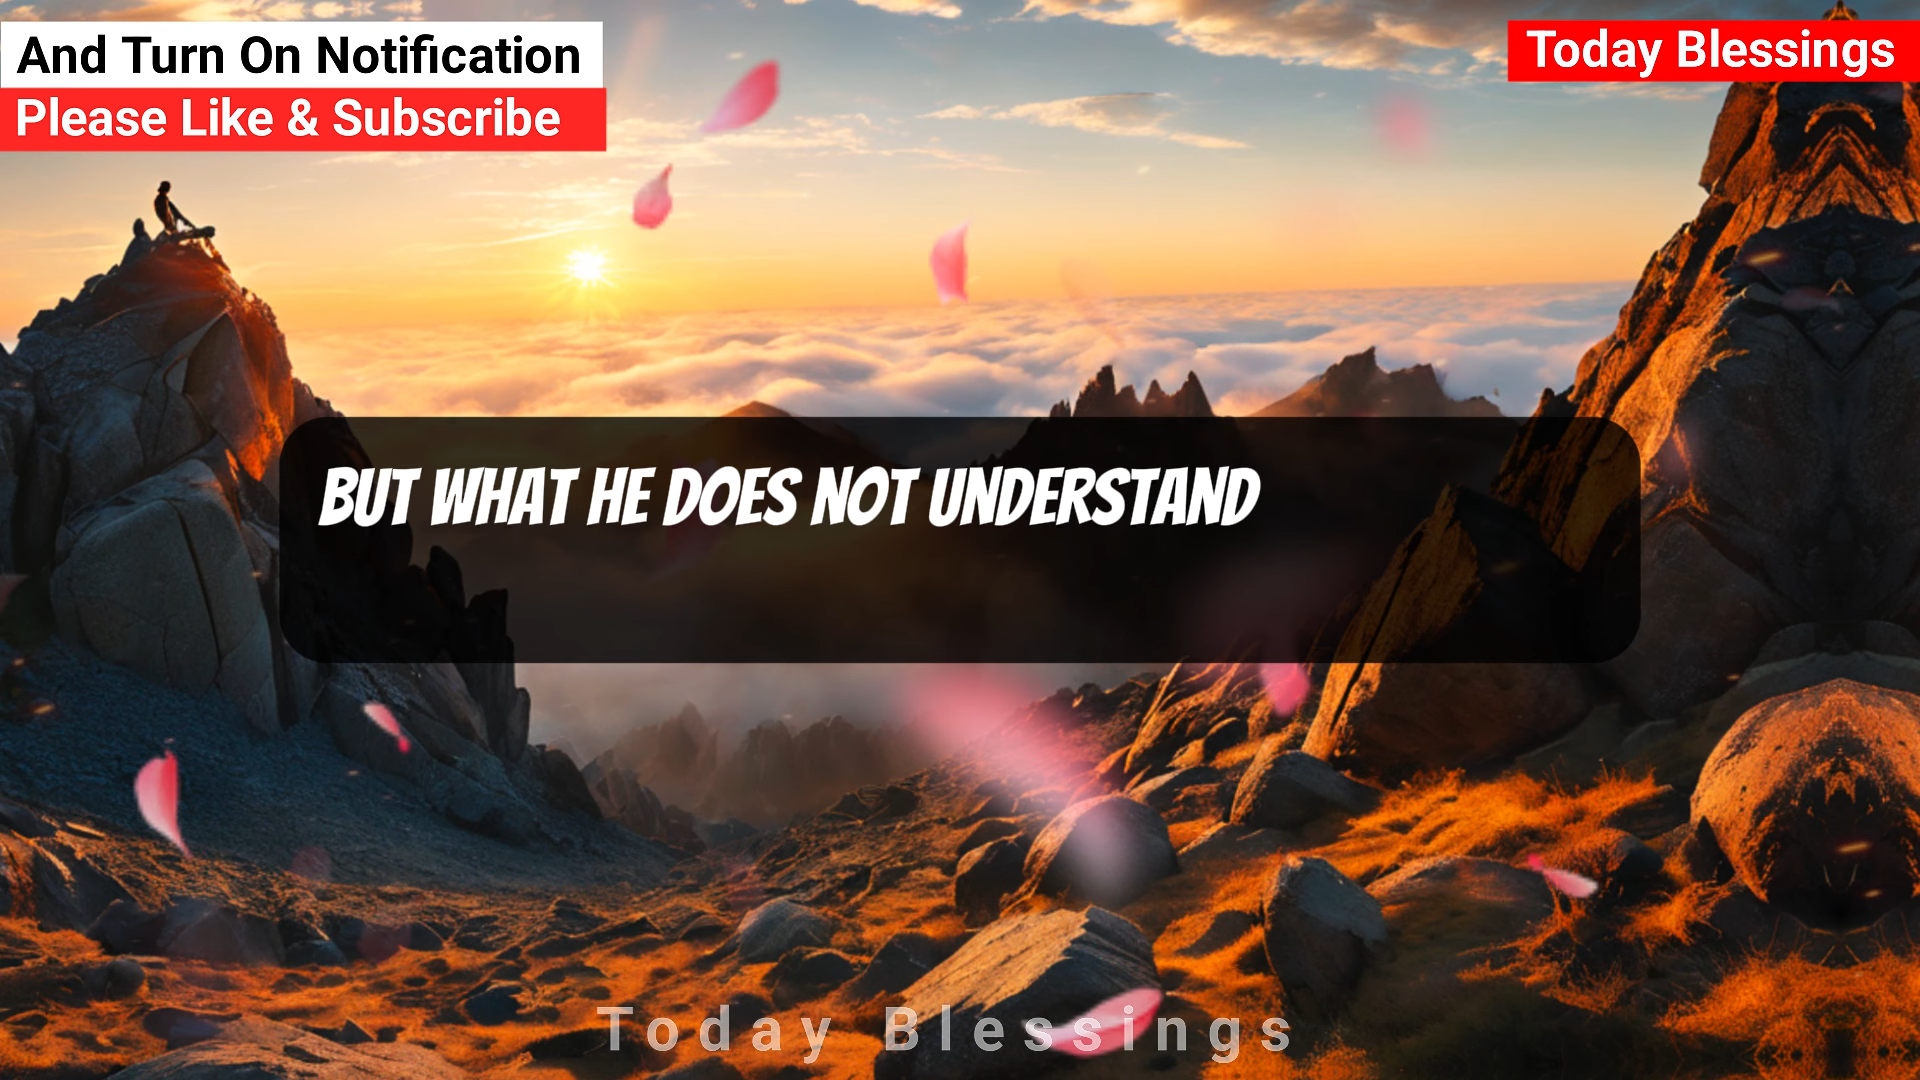 And Turn On Notification
Please Like & Subscribe
Today Blessings
BUT WHAT HE DOES NOT UNDERSTAND
Today Blessings